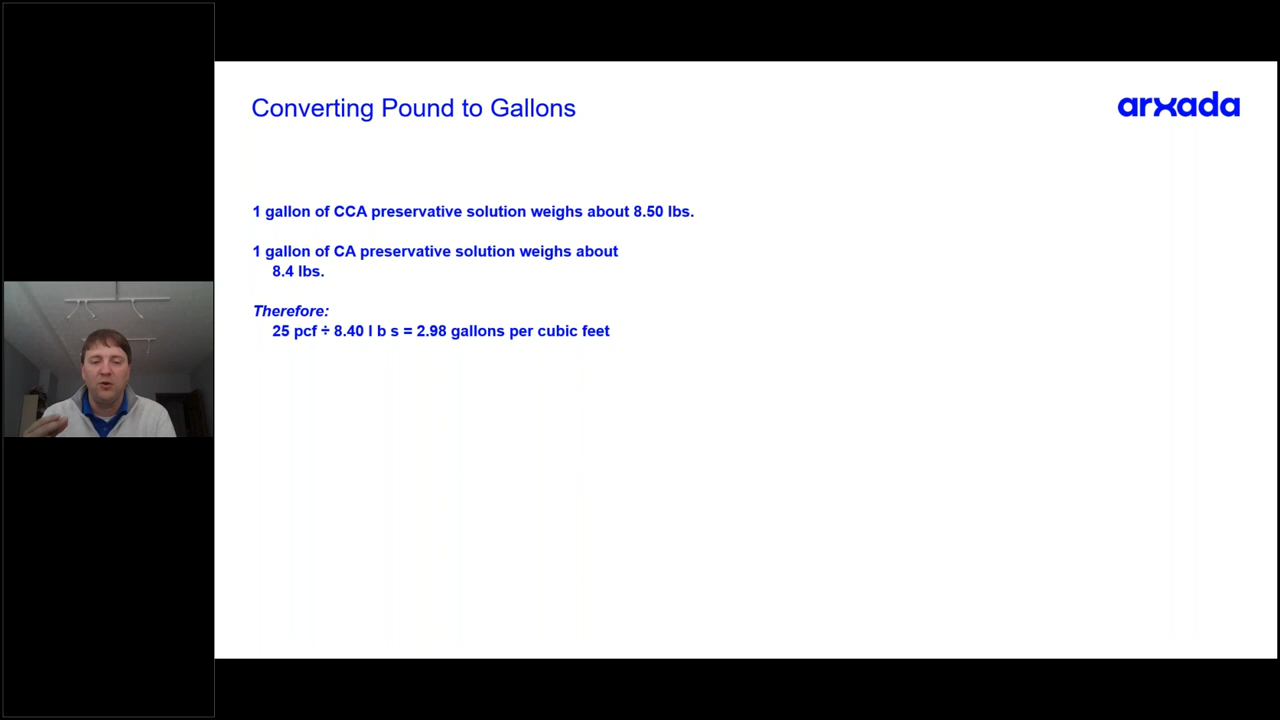 Converting Pound to Gallons
arxada
1 gallon of CCA preservative solution weighs about 8.50 lbs.
1 gallon of CA preservative solution weighs about
8.4 lbs.
Therefore:
25 pcf ÷ 8.40 l b s = 2.98 gallons per cubic feet